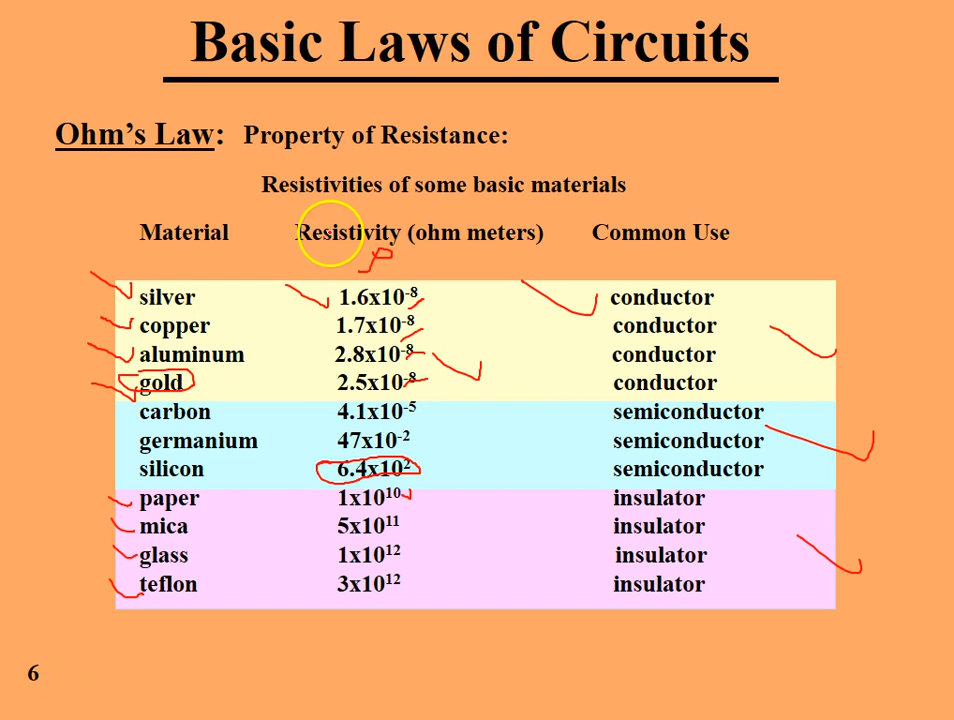 Basic Laws of Circuits
Ohm’s Law: Property of Resistance:
Resistivities of some basic materials
Material Resistivity (ohm meters) Common Use
ρ
silver 1.6x10⁻⁸ conductor
copper 1.7x10⁻⁸ conductor
aluminum 2.8x10⁻⁸ conductor
gold 2.5x10⁻⁸ conductor
carbon 4.1x10⁻⁵ semiconductor
germanium 47x10⁻² semiconductor
silicon 6.4x10² semiconductor
paper 1x10¹⁰ insulator
mica 5x10¹¹ insulator
glass 1x10¹² insulator
teflon 3x10¹² insulator
6